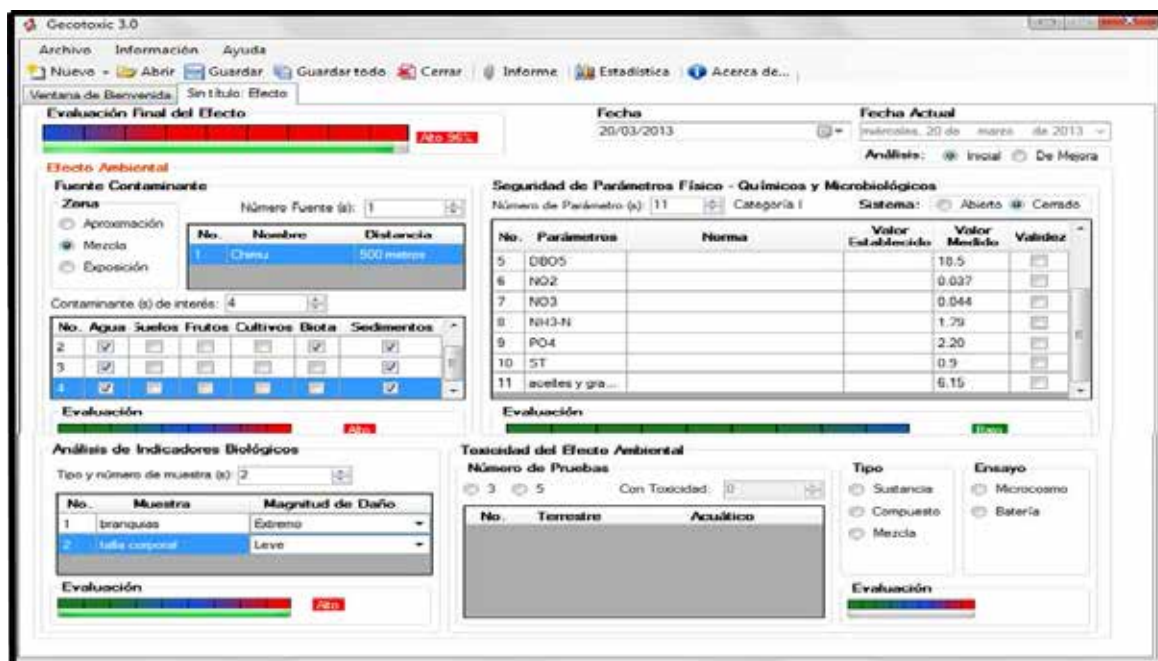 Gecotoxic 3.0
Archivo Información Ayuda
Nuevo Abrir Guardar Guardar todo Cerrar Informe Estadística Acerca de...
Ventana de Bienvenida Sin título: Efecto
Evaluación Final del Efecto Fecha Fecha Actual
Alto 96% 20/03/2013 miércoles, 20 de marzo de 2013
Análisis: Inicial De Mejora
Efecto Ambiental
Fuente Contaminante Seguridad de Parámetros Físico - Químicos y Microbiológicos
Zona Número Fuente (s): 1 Número de Parámetro (s): 11 Categoría I Sistema: Abierto Cerrado
Aproximación
Mezcla
Exposición
No. Nombre Distancia
1 Chimu 500 metros
No. Parámetros Norma Valor Establecido Valor Medido Validez
5 DBO5 18.5
6 NO2 0.037
7 NO3 0.044
8 NH3-N 1.79
9 PO4 2.20
10 ST 0.9
11 aceites y gra... 6.15
Contaminante (s) de interés: 4
No. Agua Suelos Frutos Cultivos Biota Sedimentos
2
3
4
Evaluación Evaluación
Alto Bajo
Análisis de Indicadores Biológicos Toxicidad del Efecto Ambiental
Tipo y número de muestra (s): 2
No. Muestra Magnitud de Daño
1 branquias Extremo
2 talla corporal Leve
Evaluación
Alto
Número de Pruebas
3 5 Con Toxicidad: 0
No. Terrestre Acuático
Tipo
Sustancia
Compuesto
Mezcla
Ensayo
Microcosmo
Batería
Evaluación